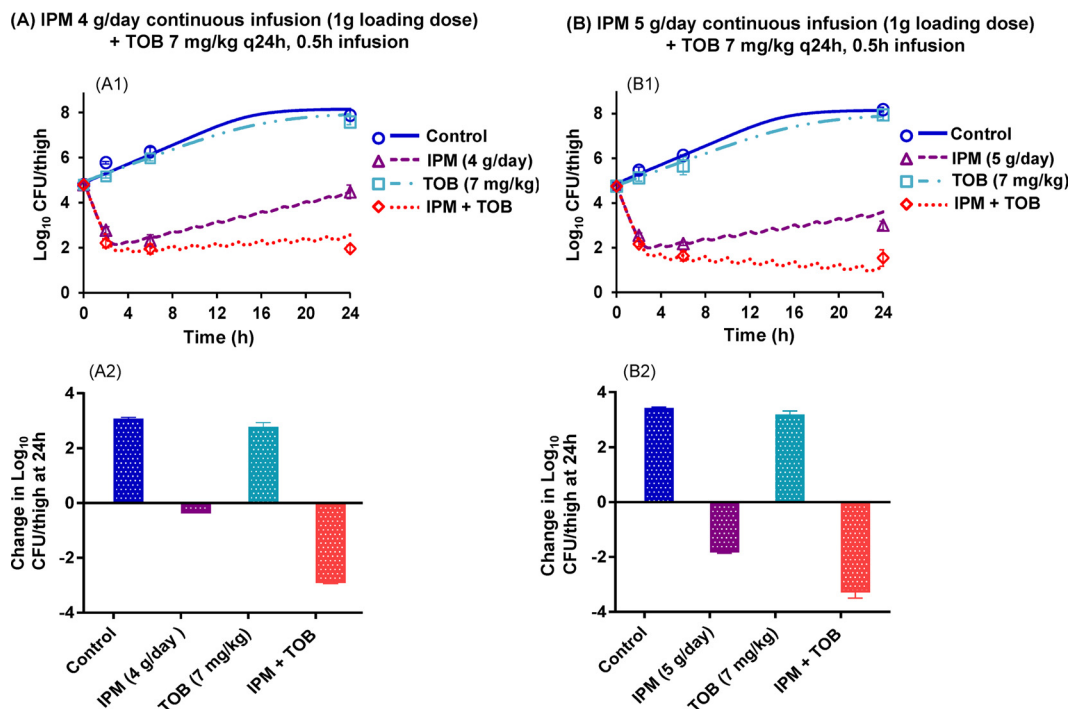 (A) IPM 4 g/day continuous infusion (1g loading dose)
+ TOB 7 mg/kg q24h, 0.5h infusion
(A1)
Log10 CFU/thigh
8
6
4
2
0
0 4 8 12 16 20 24
Time (h)
Control
IPM (4 g/day)
TOB (7 mg/kg)
IPM + TOB
(B) IPM 5 g/day continuous infusion (1g loading dose)
+ TOB 7 mg/kg q24h, 0.5h infusion
(B1)
Log10 CFU/thigh
8
6
4
2
0
0 4 8 12 16 20 24
Time (h)
Control
IPM (5 g/day)
TOB (7 mg/kg)
IPM + TOB
(A2)
Change in Log10
CFU/thigh at 24h
4
2
0
-2
-4
Control
IPM (4 g/day )
TOB (7 mg/kg)
IPM + TOB
(B2)
Change in Log10
CFU/thigh at 24h
4
2
0
-2
-4
Control
IPM (5 g/day)
TOB (7 mg/kg)
IPM + TOB